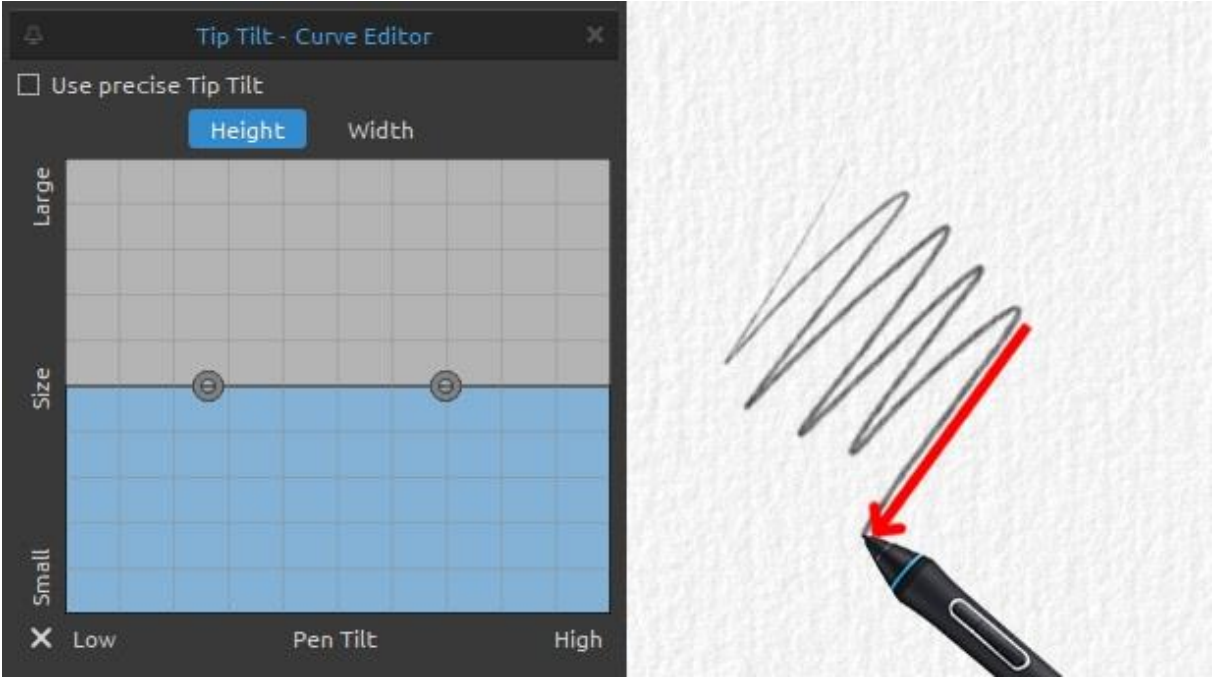 Tip Tilt - Curve Editor
Use precise Tip Tilt
Height Width
Large
Size
Small
Low Pen Tilt High